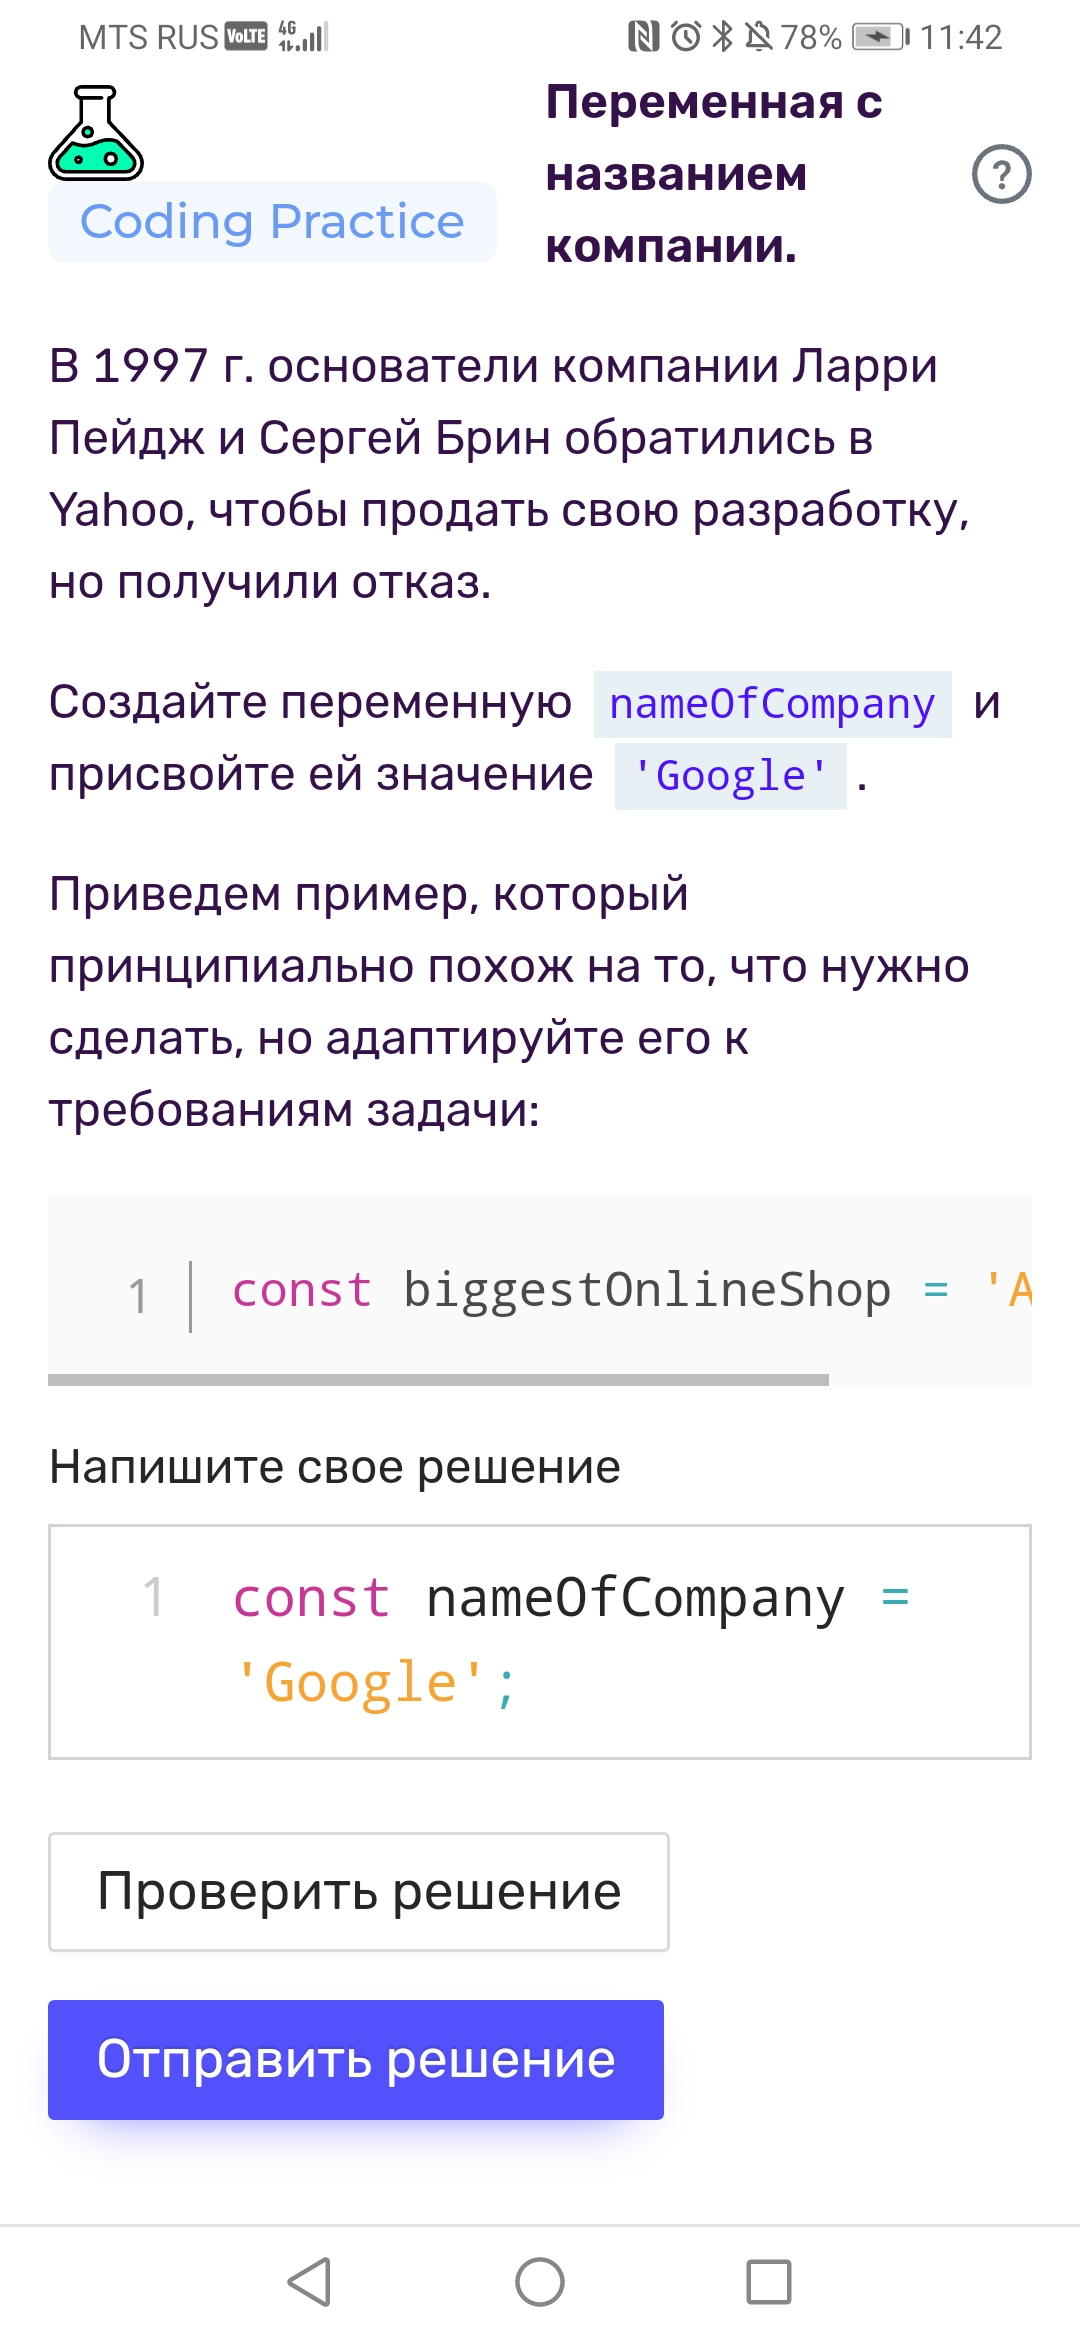 MTS RUS VoLTE 4G 78% 11:42
Переменная с
названием
компании.
?
Coding Practice
В 1997 г. основатели компании Ларри
Пейдж и Сергей Брин обратились в
Yahoo, чтобы продать свою разработку,
но получили отказ.
Создайте переменную nameOfCompany и
присвойте ей значение 'Google' .
Приведем пример, который
принципиально похож на то, что нужно
сделать, но адаптируйте его к
требованиям задачи:
1 const biggestOnlineShop = 'A
Напишите свое решение
1 const nameOfCompany =
'Google';
Проверить решение
Отправить решение